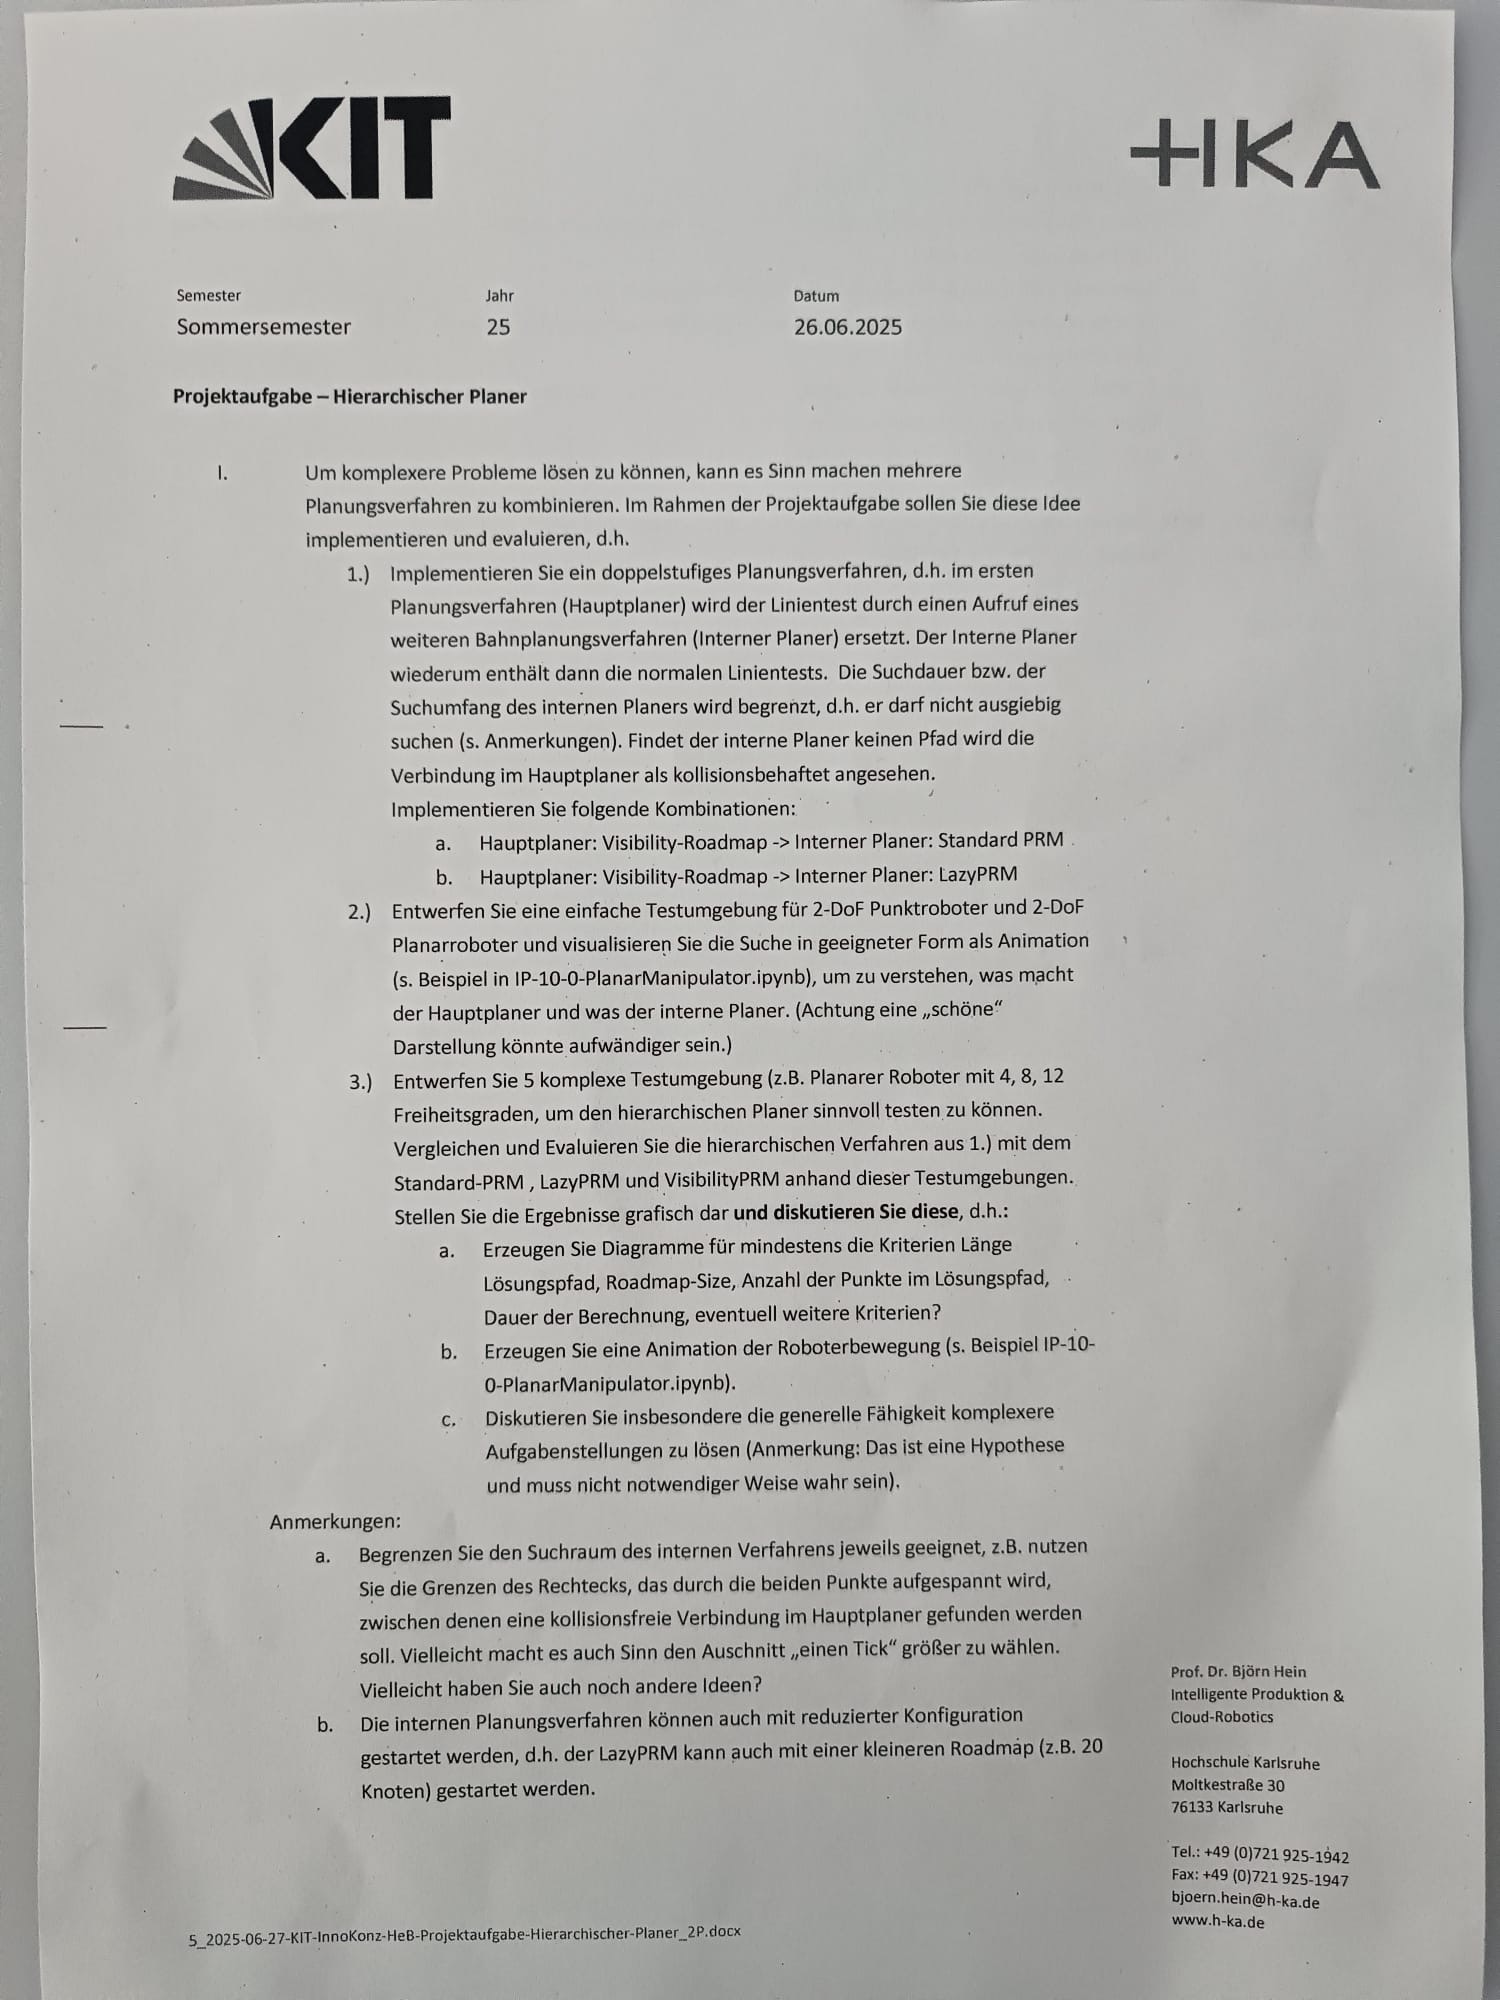 KIT
HKA
Semester
Jahr
Datum
Sommersemester
25
26.06.2025
Projektaufgabe – Hierarchischer Planer
I. Um komplexere Probleme lösen zu können, kann es Sinn machen mehrere
Planungsverfahren zu kombinieren. Im Rahmen der Projektaufgabe sollen Sie diese Idee
implementieren und evaluieren, d.h.
1.) Implementieren Sie ein doppelstufiges Planungsverfahren, d.h. im ersten
Planungsverfahren (Hauptplaner) wird der Linientest durch einen Aufruf eines
weiteren Bahnplanungsverfahren (Interner Planer) ersetzt. Der Interne Planer
wiederum enthält dann die normalen Linientests. Die Suchdauer bzw. der
Suchumfang des internen Planers wird begrenzt, d.h. er darf nicht ausgiebig
suchen (s. Anmerkungen). Findet der interne Planer keinen Pfad wird die
Verbindung im Hauptplaner als kollisionsbehaftet angesehen.
Implementieren Sie folgende Kombinationen:
a. Hauptplaner: Visibility-Roadmap -> Interner Planer: Standard PRM
b. Hauptplaner: Visibility-Roadmap -> Interner Planer: LazyPRM
2.) Entwerfen Sie eine einfache Testumgebung für 2-DoF Punktroboter und 2-DoF
Planarroboter und visualisieren Sie die Suche in geeigneter Form als Animation
(s. Beispiel in IP-10-0-PlanarManipulator.ipynb), um zu verstehen, was macht
der Hauptplaner und was der interne Planer. (Achtung eine „schöne“
Darstellung könnte aufwändiger sein.)
3.) Entwerfen Sie 5 komplexe Testumgebung (z.B. Planarer Roboter mit 4, 8, 12
Freiheitsgraden, um den hierarchischen Planer sinnvoll testen zu können.
Vergleichen und Evaluieren Sie die hierarchischen Verfahren aus 1.) mit dem
Standard-PRM , LazyPRM und VisibilityPRM anhand dieser Testumgebungen.
Stellen Sie die Ergebnisse grafisch dar und diskutieren Sie diese, d.h.:
a. Erzeugen Sie Diagramme für mindestens die Kriterien Länge
Lösungspfad, Roadmap-Size, Anzahl der Punkte im Lösungspfad,
Dauer der Berechnung, eventuell weitere Kriterien?
b. Erzeugen Sie eine Animation der Roboterbewegung (s. Beispiel IP-10-
0-PlanarManipulator.ipynb).
c. Diskutieren Sie insbesondere die generelle Fähigkeit komplexere
Aufgabenstellungen zu lösen (Anmerkung: Das ist eine Hypothese
und muss nicht notwendiger Weise wahr sein).
Anmerkungen:
a. Begrenzen Sie den Suchraum des internen Verfahrens jeweils geeignet, z.B. nutzen
Sie die Grenzen des Rechtecks, das durch die beiden Punkte aufgespannt wird,
zwischen denen eine kollisionsfreie Verbindung im Hauptplaner gefunden werden
soll. Vielleicht macht es auch Sinn den Auschnitt „einen Tick“ größer zu wählen.
Vielleicht haben Sie auch noch andere Ideen?
b. Die internen Planungsverfahren können auch mit reduzierter Konfiguration
gestartet werden, d.h. der LazyPRM kann auch mit einer kleineren Roadmap (z.B. 20
Knoten) gestartet werden.
Prof. Dr. Björn Hein
Intelligente Produktion &
Cloud-Robotics
Hochschule Karlsruhe
Moltkestraße 30
76133 Karlsruhe
Tel.: +49 (0)721 925-1942
Fax: +49 (0)721 925-1947
bjoern.hein@h-ka.de
www.h-ka.de
5_2025-06-27-KIT-InnoKonz-HeB-Projektaufgabe-Hierarchischer-Planer_2P.docx